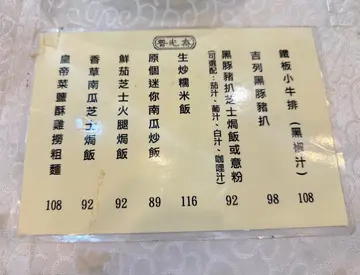 鐵板小牛排（黑椒汁） 108
吉列黑豚豬扒 98
黑豚豬扒芝士焗飯或意粉 92
（可選配：茄汁、葡汁、白汁、咖喱汁）
生炒糯米飯 116
原個迷你南瓜炒飯 89
鮮茄芝士火腿焗飯 92
香草南瓜芝士焗飯 92
皇帝菜鹽酥雞撈粗麵 108